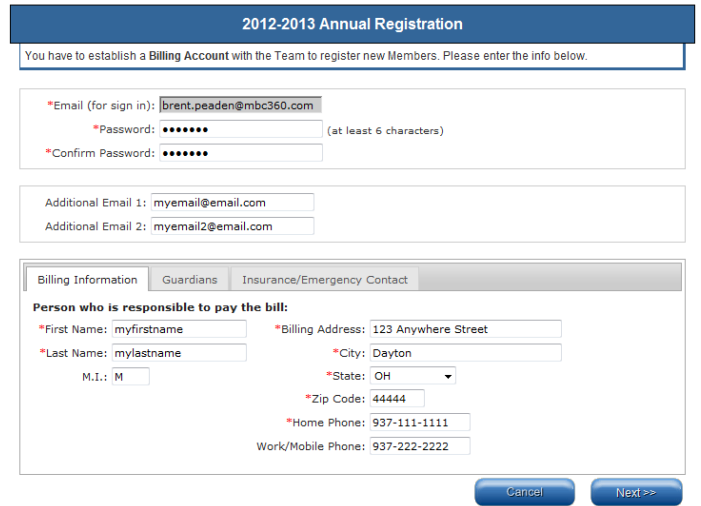 2012-2013 Annual Registration
You have to establish a Billing Account with the Team to register new Members. Please enter the info below.
*Email (for sign in): brent.peaden@mbc360.com
*Password: ••••••• (at least 6 characters)
*Confirm Password: •••••••
Additional Email 1: myemail@email.com
Additional Email 2: myemail2@email.com
Billing Information Guardians Insurance/Emergency Contact
Person who is responsible to pay the bill:
*First Name: myfirstname *Billing Address: 123 Anywhere Street
*Last Name: mylastname *City: Dayton
M.I.: M *State: OH
*Zip Code: 44444
*Home Phone: 937-111-1111
Work/Mobile Phone: 937-222-2222
Cancel Next >>